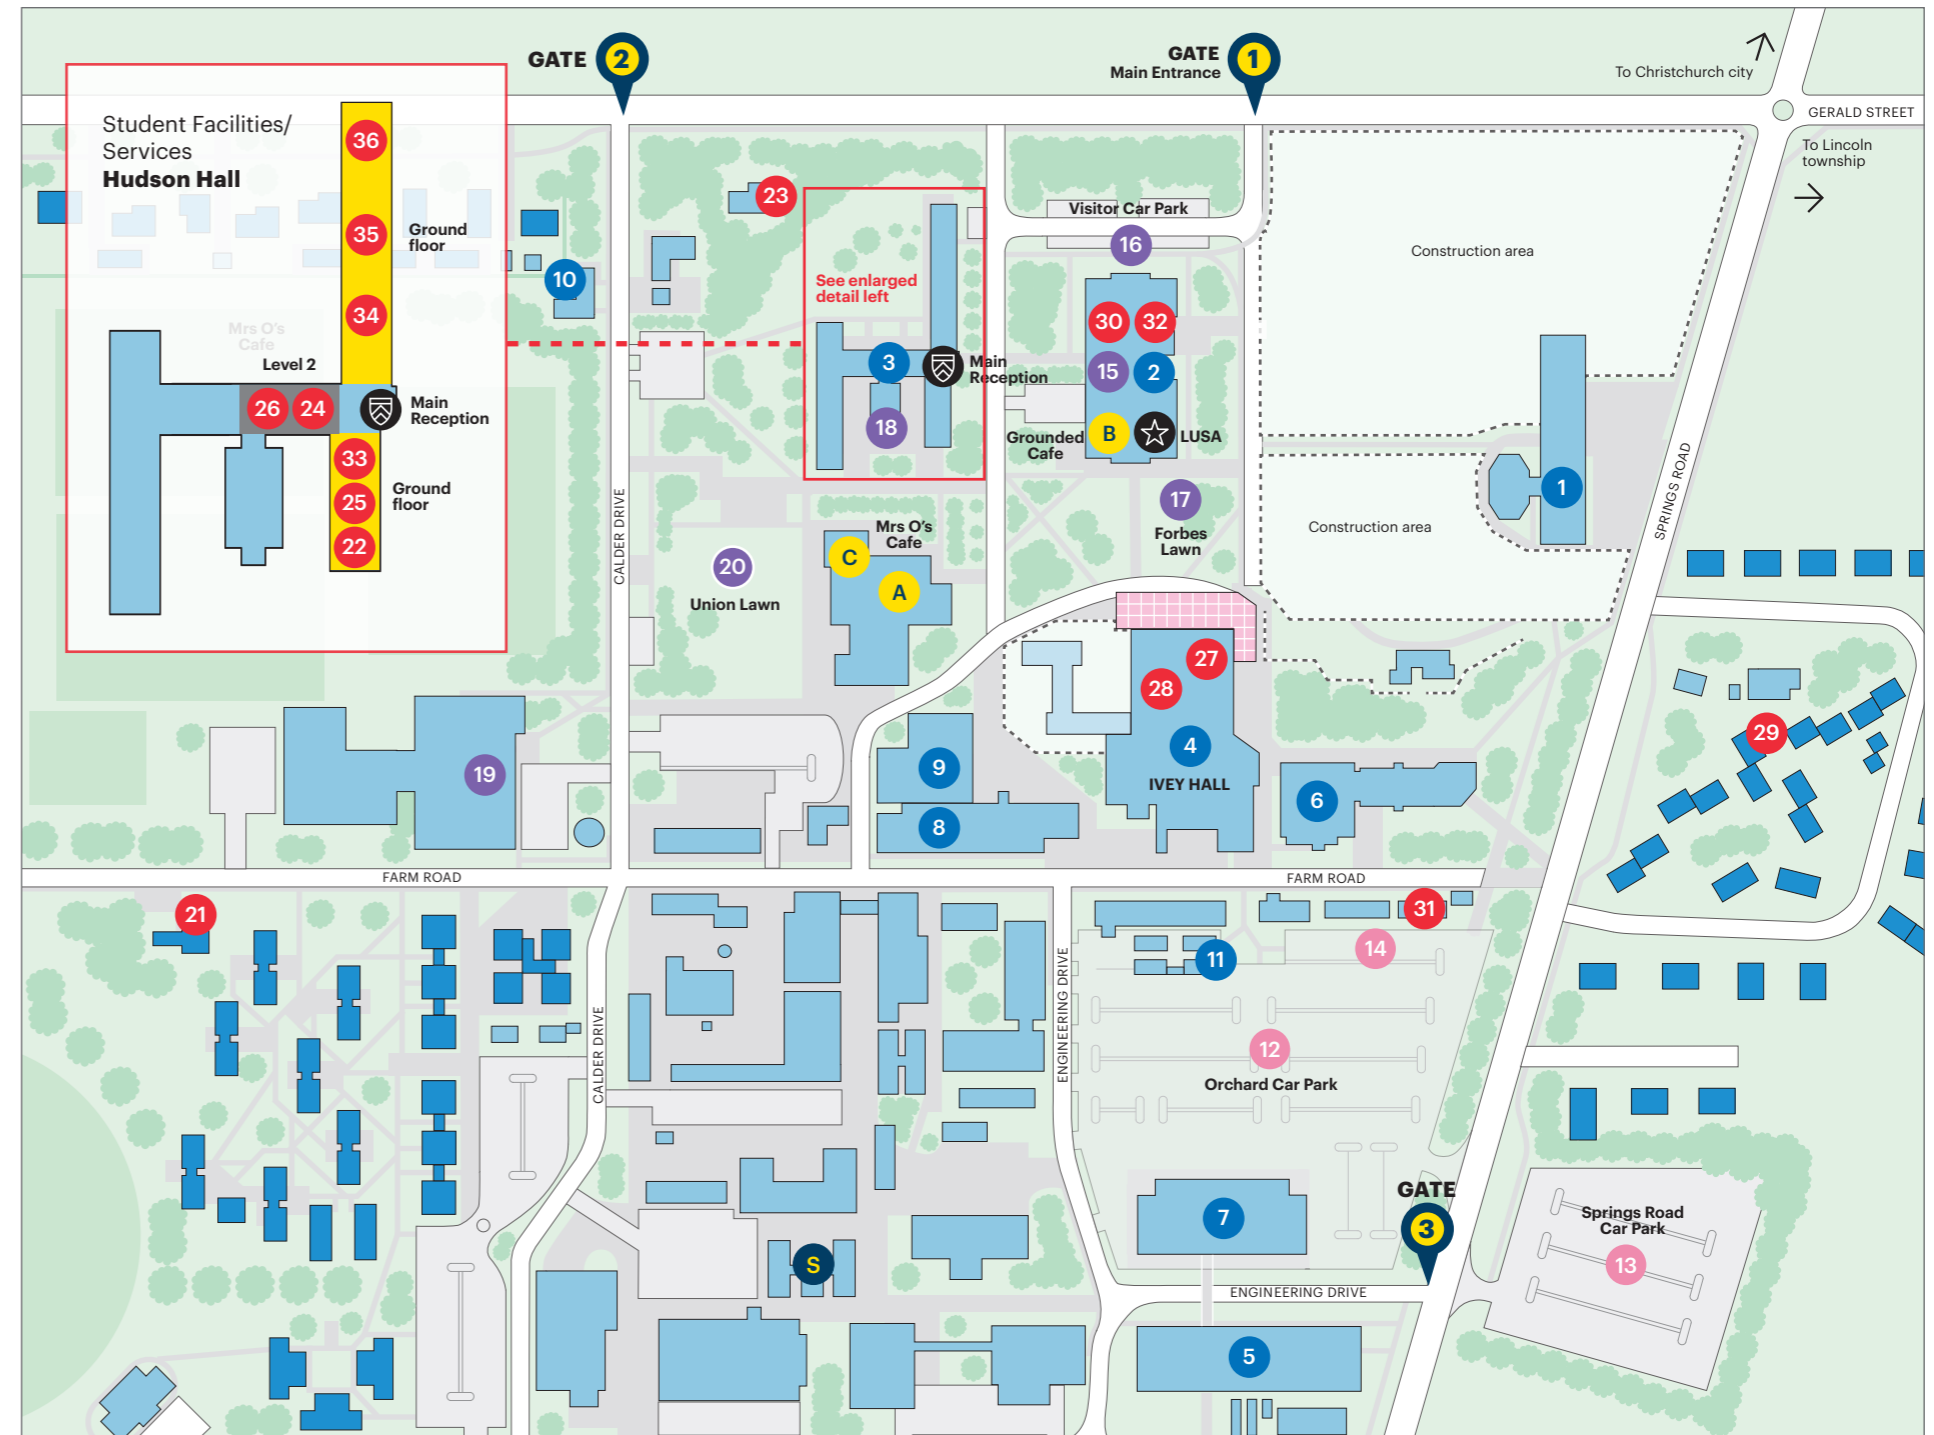 GATE
2
GATE
Main Entrance
1
To Christchurch city
GERALD STREET
To Lincoln
township
Student Facilities/
Services
Hudson Hall
36
35
Ground
floor
34
Mrs O's
Cafe
Level 2
26
24
Main
Reception
33
25
22
Ground
floor
10
23
See enlarged
detail left
3
Main
Reception
18
Visitor Car Park
16
30
32
15
2
Grounded
Cafe
B
LUSA
17
Forbes
Lawn
Construction area
Construction area
1
SPRINGS ROAD
CALDER DRIVE
20
Union Lawn
Mrs O's
Cafe
C
A
27
28
4
IVEY HALL
6
9
8
19
29
FARM ROAD
FARM ROAD
21
31
14
11
12
Orchard Car Park
CALDER DRIVE
ENGINEERING DRIVE
7
GATE
3
Springs Road
Car Park
13
S
ENGINEERING DRIVE
5